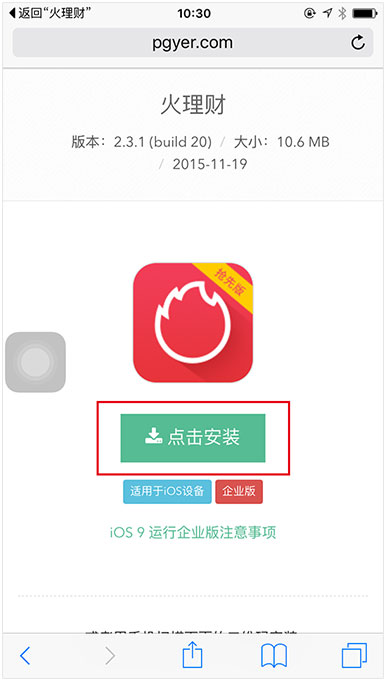 返回“火理财”
10:30
pgyer.com
火理财
版本：2.3.1 (build 20) / 大小：10.6 MB
/ 2015-11-19
抢先版
点击安装
适用于iOS设备 企业版
iOS 9 运行企业版注意事项